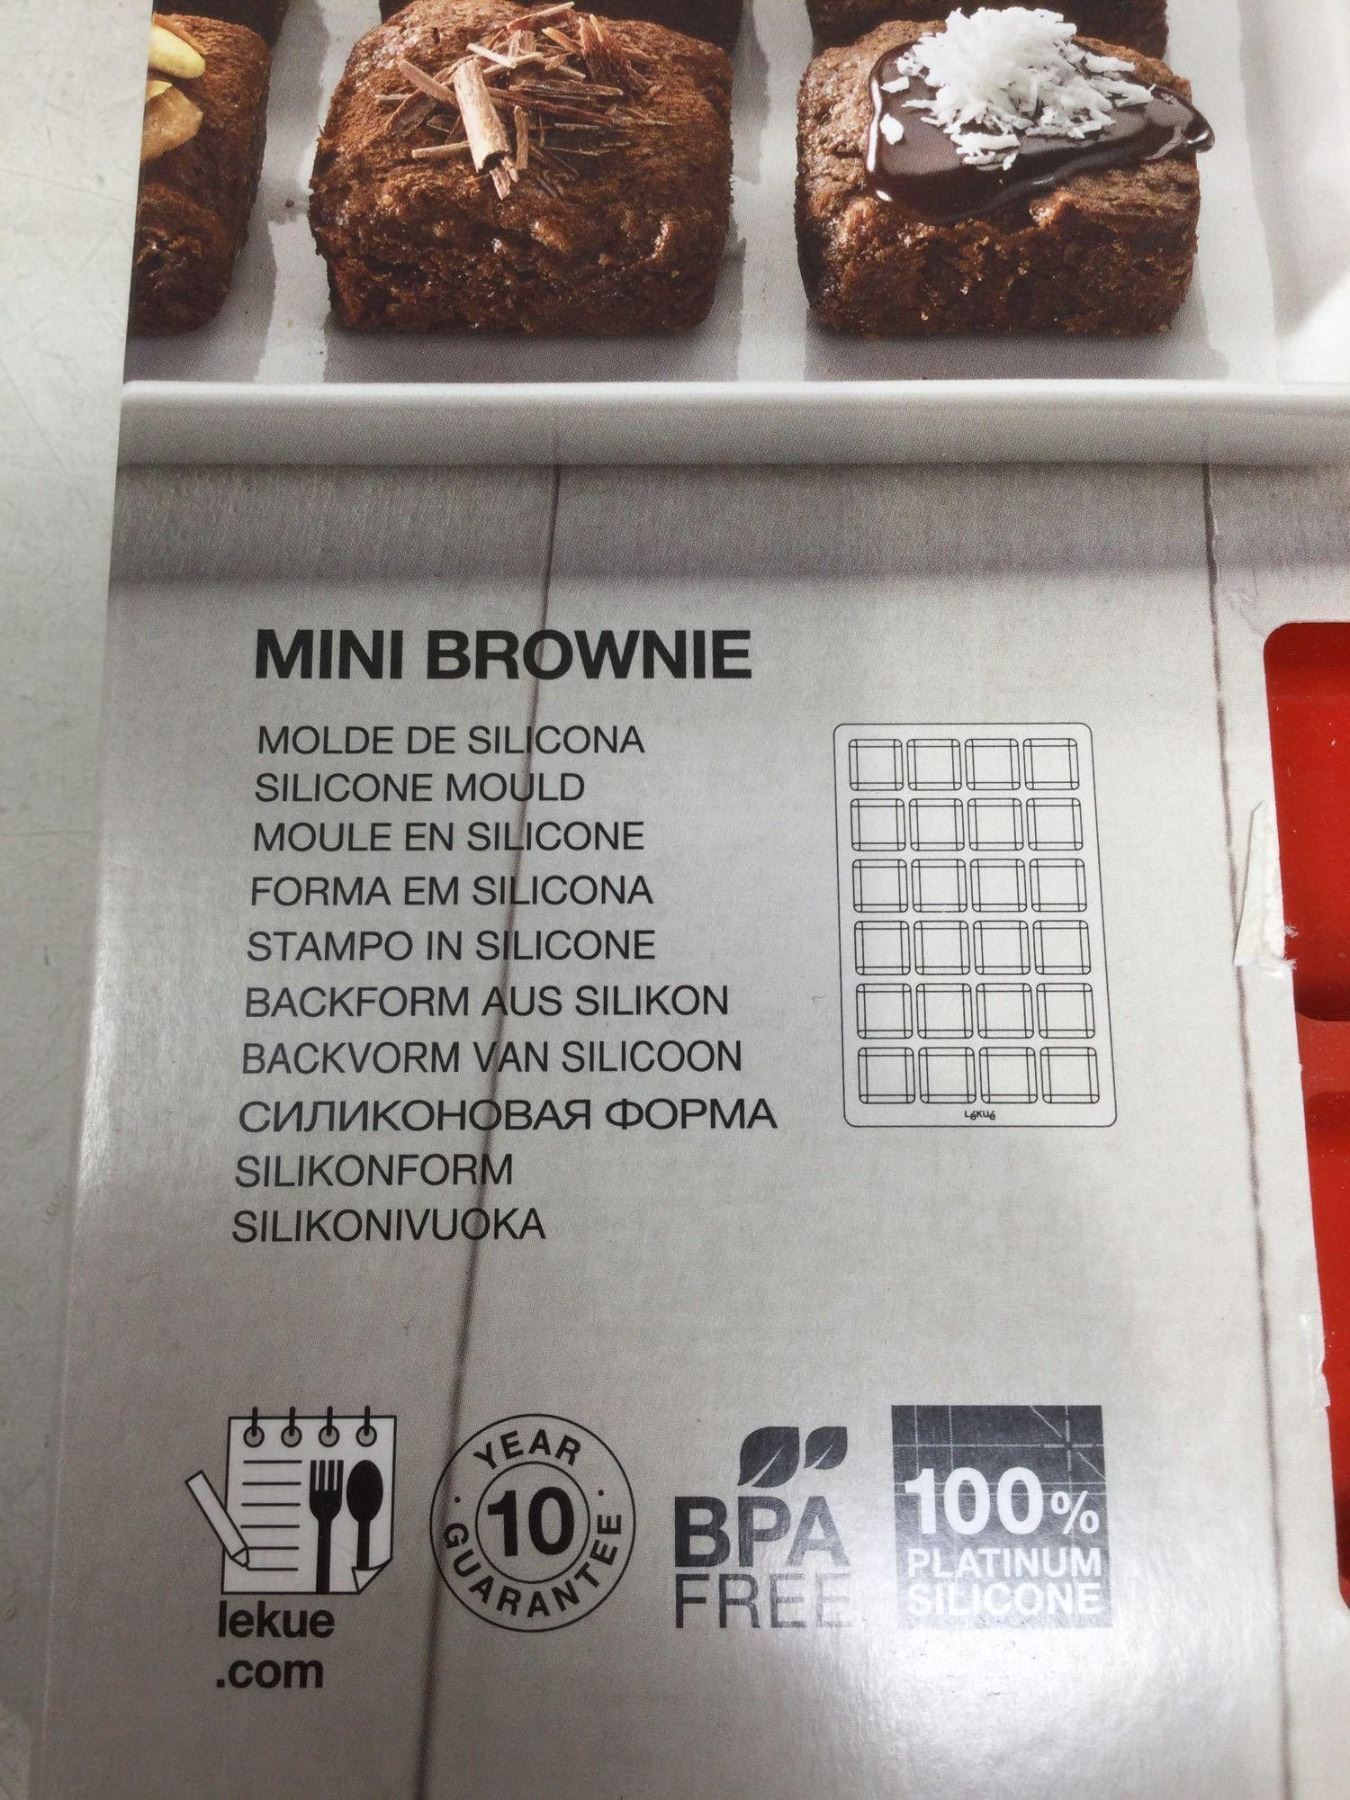 MINI BROWNIE
MOLDE DE SILICONA
SILICONE MOULD
MOULE EN SILICONE
FORMA EM SILICONA
STAMPO IN SILICONE
BACKFORM AUS SILIKON
BACKVORM VAN SILICOON
СИЛИКОНОВАЯ ФОРМА
SILIKONFORM
SILIKONIVUOKA
Lékué
lekue
.com
YEAR
10
GUARANTEE
BPA
FREE
100%
PLATINUM
SILICONE